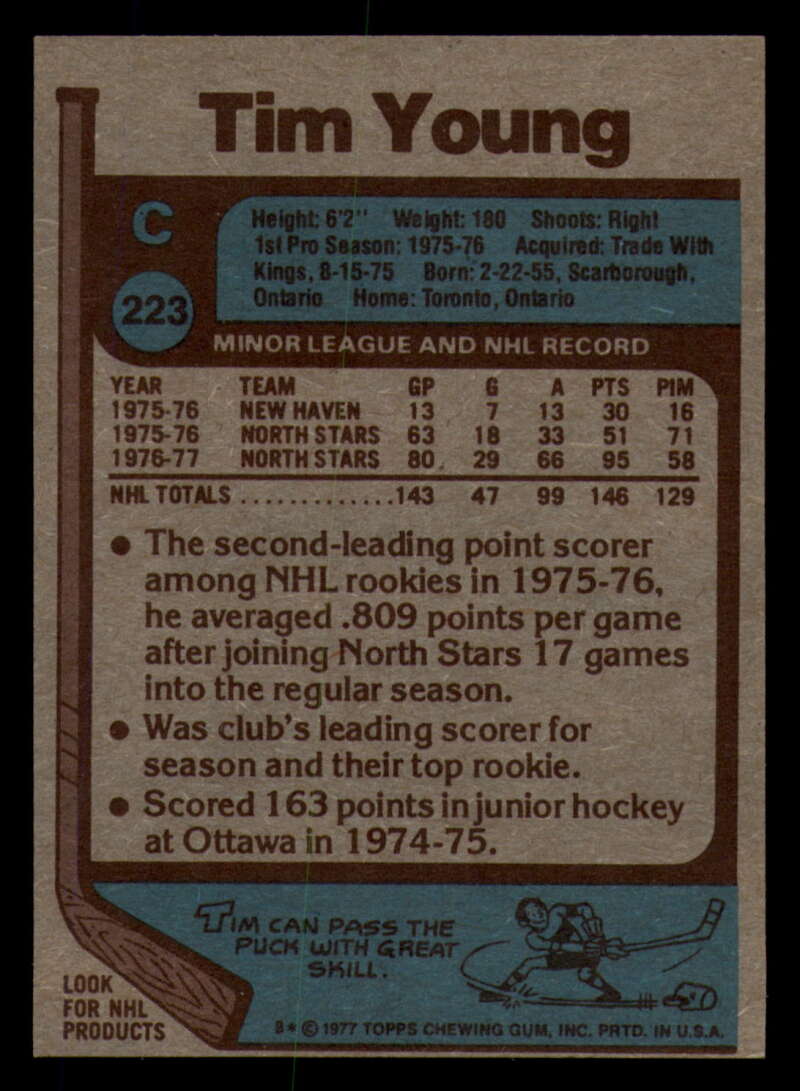 Tim Young
C
223
Height: 6'2" Weight: 180 Shoots: Right
1st Pro Season: 1975-76 Acquired: Trade With
Kings, 8-15-75 Born: 2-22-55, Scarborough,
Ontario Home: Toronto, Ontario
MINOR LEAGUE AND NHL RECORD
YEAR TEAM GP G A PTS PIM
1975-76 NEW HAVEN 13 7 13 30 16
1975-76 NORTH STARS 63 18 33 51 71
1976-77 NORTH STARS 80 29 66 95 58
NHL TOTALS .............143 47 99 146 129
● The second-leading point scorer
among NHL rookies in 1975-76,
he averaged .809 points per game
after joining North Stars 17 games
into the regular season.
● Was club's leading scorer for
season and their top rookie.
● Scored 163 points in junior hockey
at Ottawa in 1974-75.
TIM CAN PASS THE
PUCK WITH GREAT
SKILL.
LOOK
FOR NHL
PRODUCTS
B * © 1977 TOPPS CHEWING GUM, INC. PRTD. IN U.S.A.